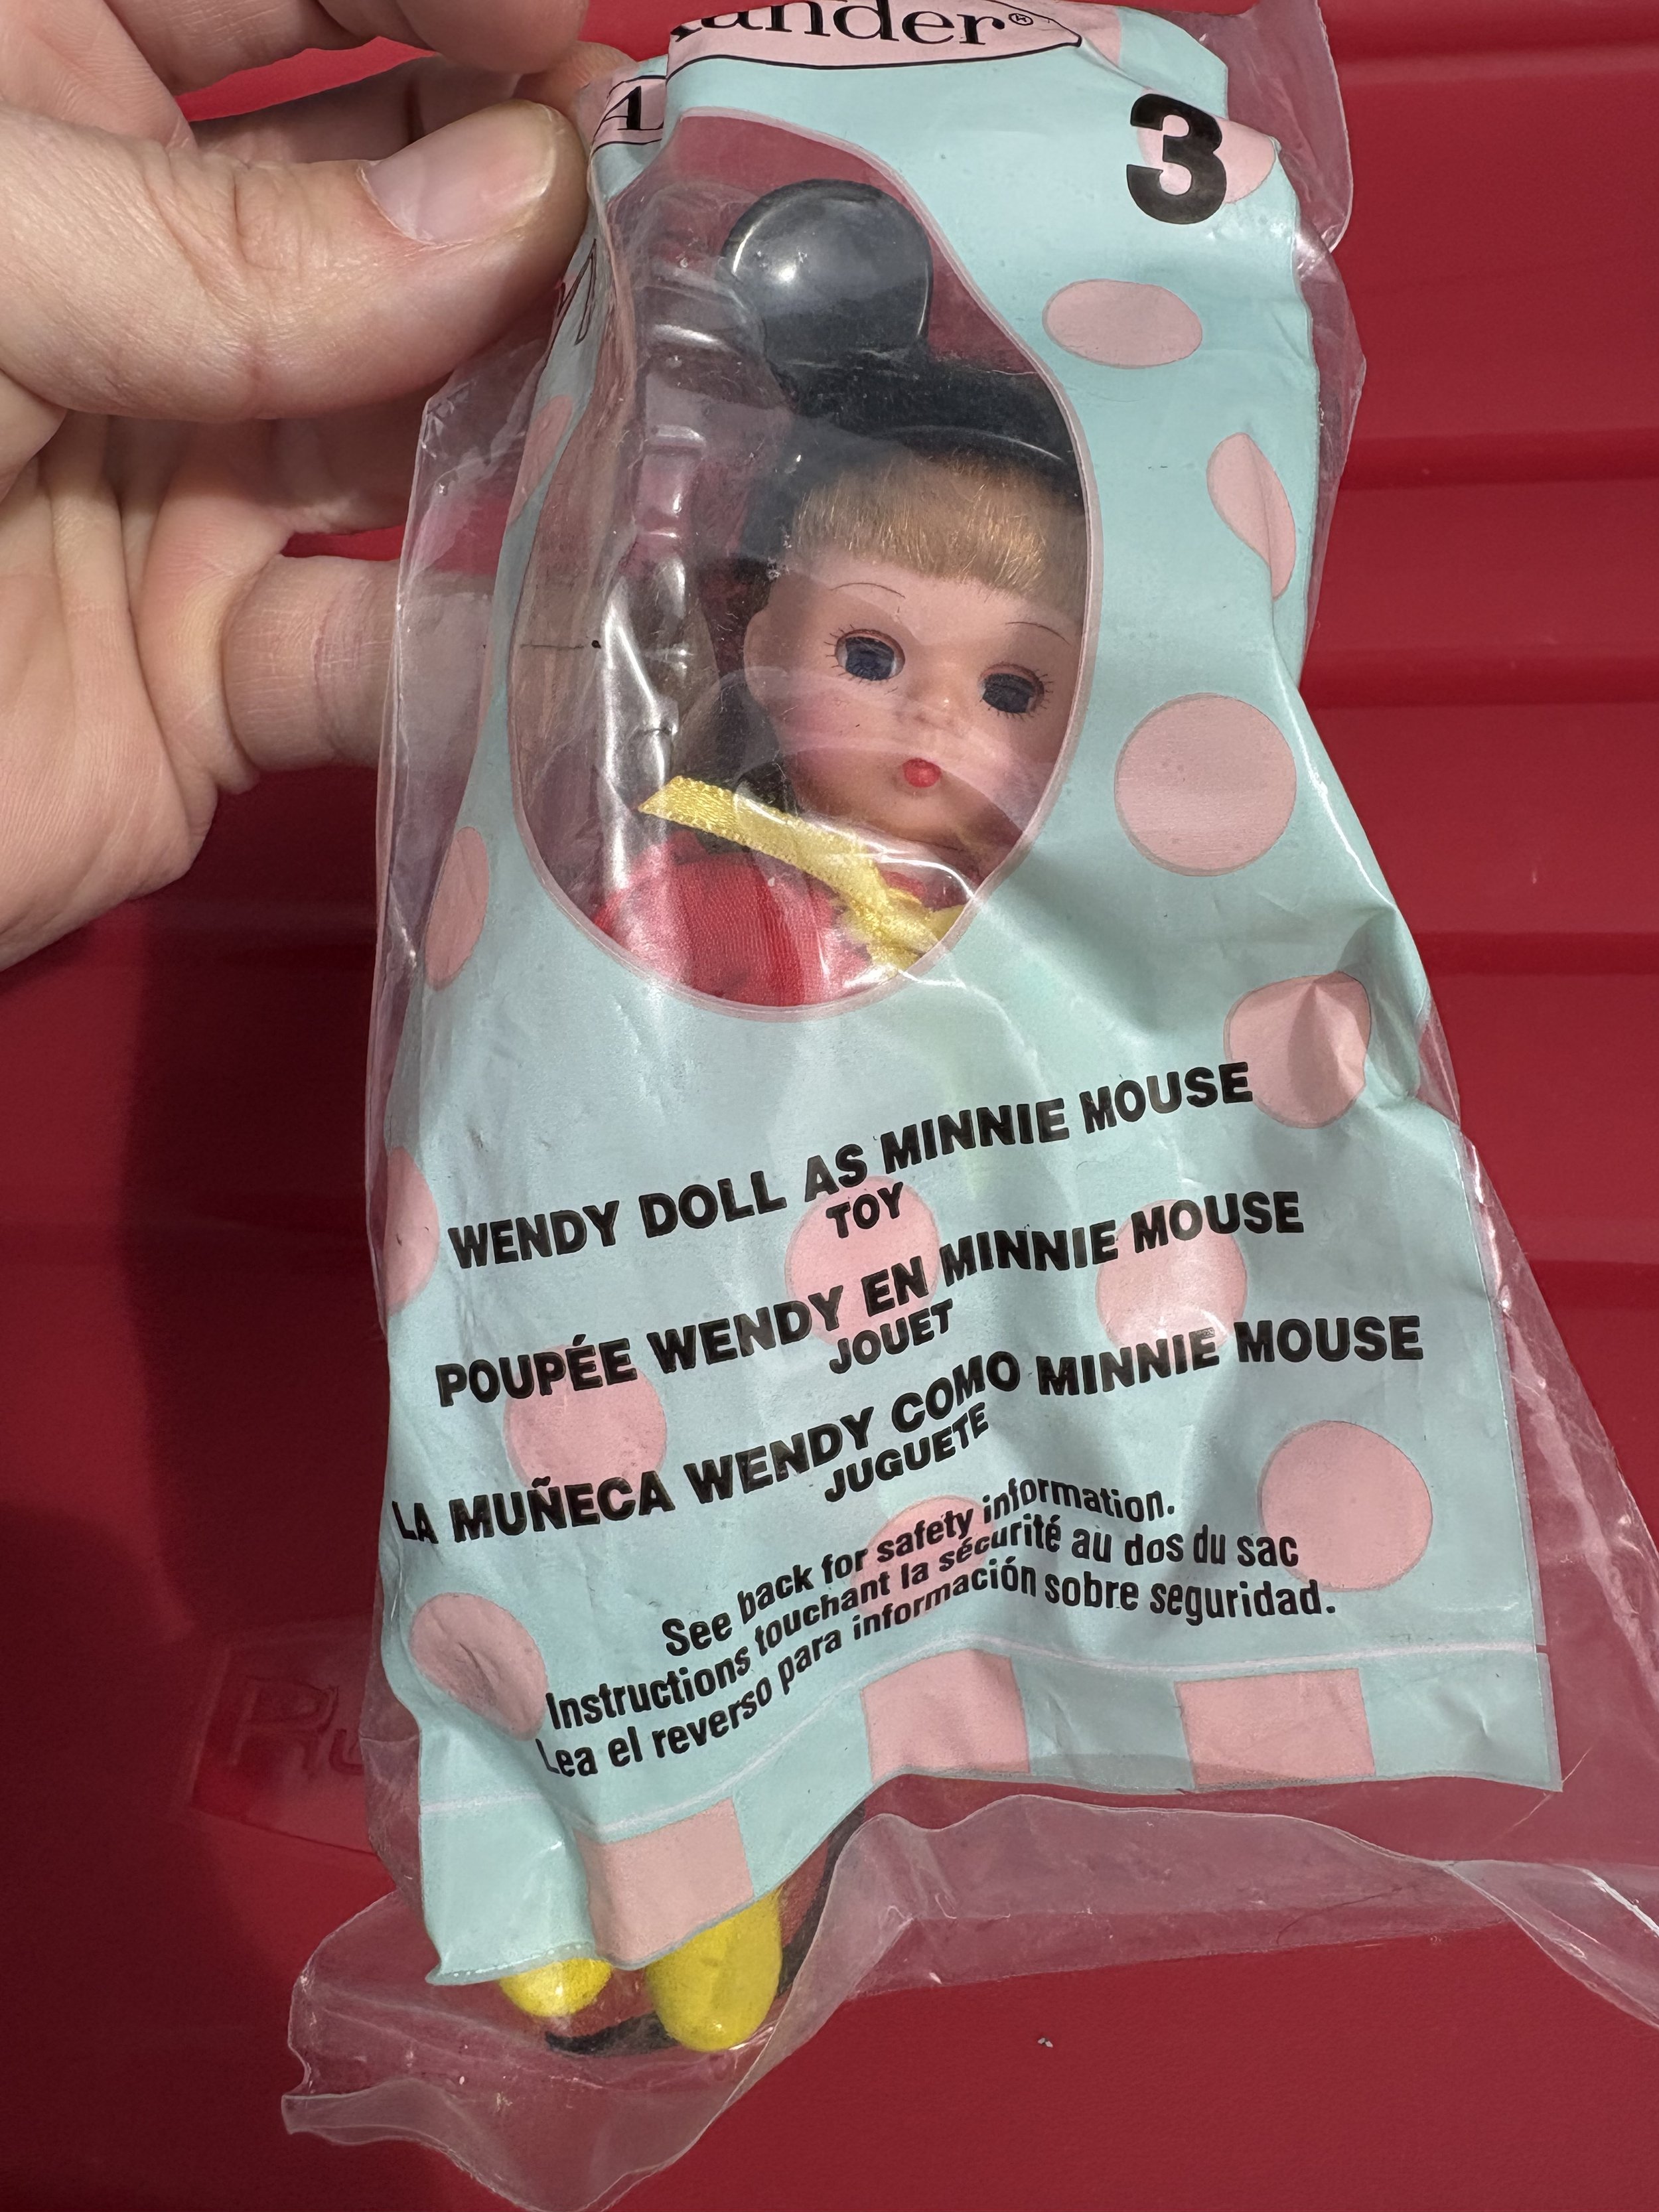 ander®
A
3
WENDY DOLL AS MINNIE MOUSE
TOY
POUPÉE WENDY EN MINNIE MOUSE
JOUET
LA MUÑECA WENDY COMO MINNIE MOUSE
JUGUETE
See back for safety information.
Instructions touchant la sécurité au dos du sac
Lea el reverso para información sobre seguridad.